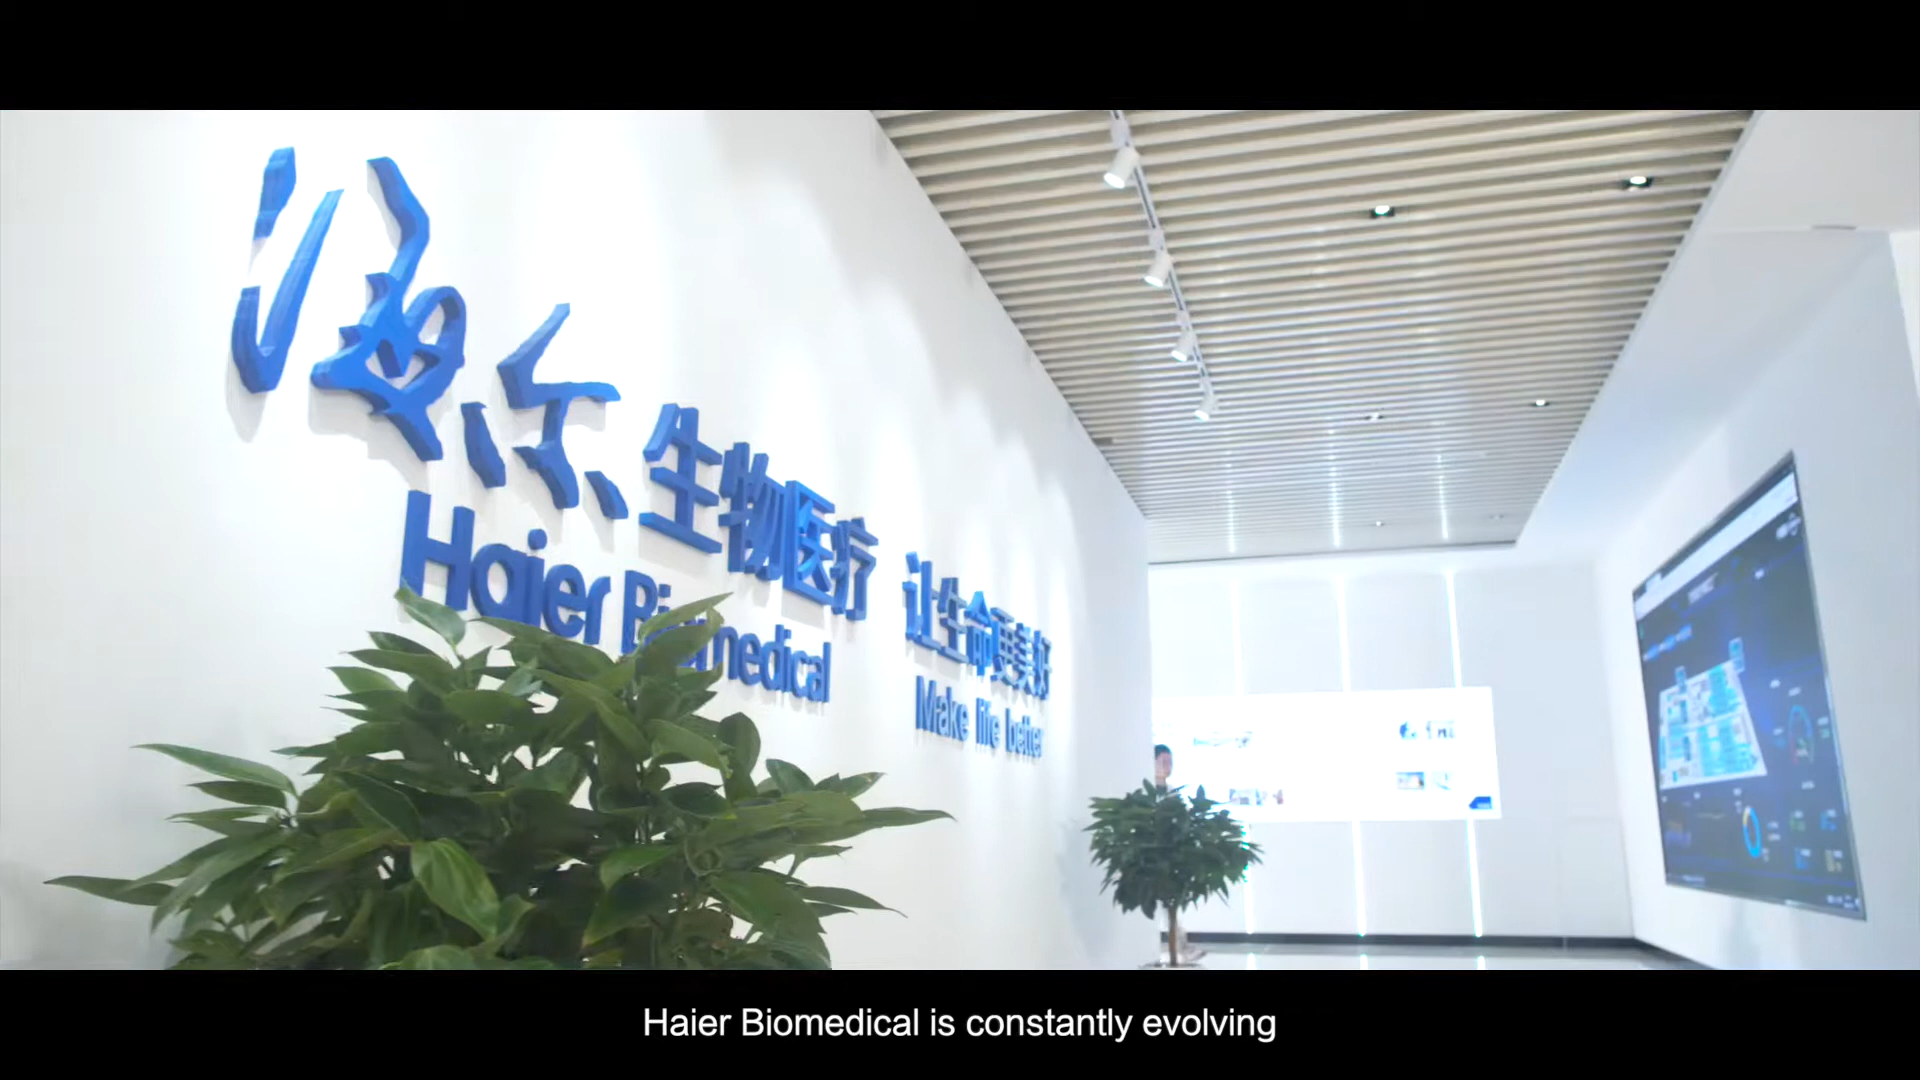 海尔生物医疗
Haier Biomedical
让生命更美好
Make life better
Haier Biomedical is constantly evolving